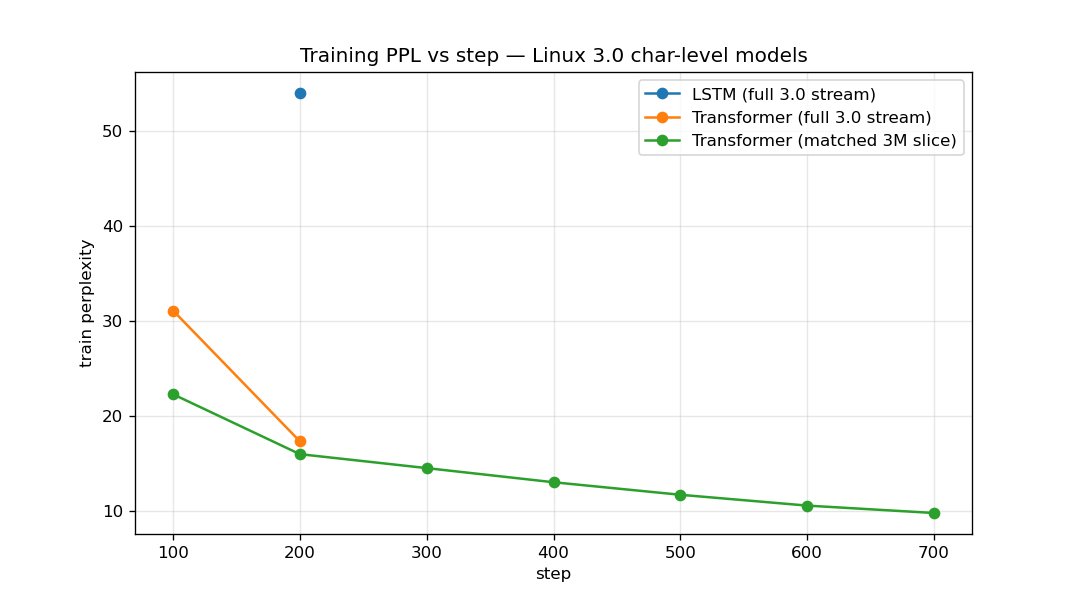 Training PPL vs step — Linux 3.0 char-level models
LSTM (full 3.0 stream)
Transformer (full 3.0 stream)
Transformer (matched 3M slice)
train perplexity
50
40
30
20
10
100 200 300 400 500 600 700
step